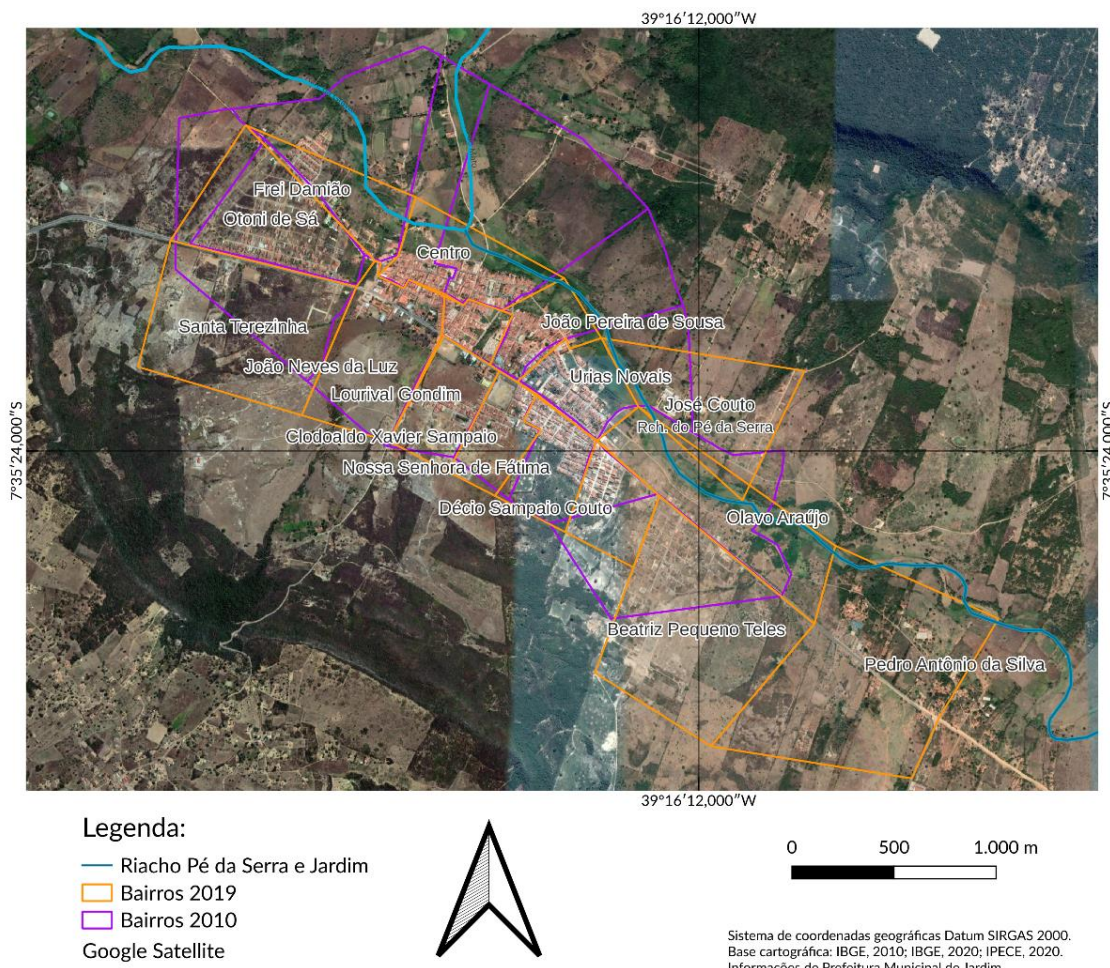 39°16′12,000″W
Frei Damião
Otoni de Sá
Centro
Santa Terezinha
João Pereira de Sousa
João Neves da Luz
Urias Novais
Lourival Gondim
José Couto
Rch. do Pé da Serra
Clodoaldo Xavier Sampaio
7°35′24,000″S
7°35′24,000″S
Nossa Senhora de Fátima
Décio Sampaio Couto
Olavo Araújo
Beatriz Pequeno Teles
Pedro Antônio da Silva
39°16′12,000″W
Legenda:
Riacho Pé da Serra e Jardim
Bairros 2019
Bairros 2010
Google Satellite
0 500 1.000 m
Sistema de coordenadas geográficas Datum SIRGAS 2000.
Base cartográfica: IBGE, 2010; IBGE, 2020; IPECE, 2020.
Informações do Prefeitura Municipal de Jardim